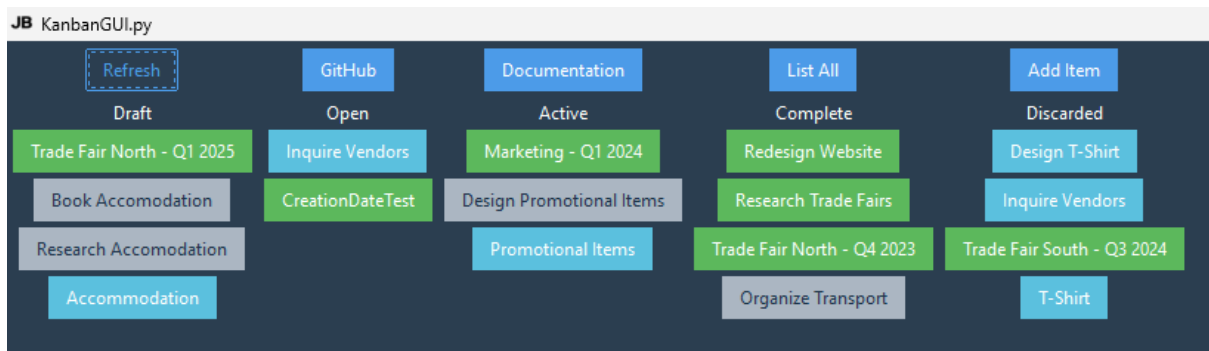 JB KanbanGUI.py
Refresh GitHub Documentation List All Add Item
Draft Open Active Complete Discarded
Trade Fair North - Q1 2025 Inquire Vendors Marketing - Q1 2024 Redesign Website Design T-Shirt
Book Accomodation CreationDateTest Design Promotional Items Research Trade Fairs Inquire Vendors
Research Accomodation Promotional Items Trade Fair North - Q4 2023 Trade Fair South - Q3 2024
Accommodation Organize Transport T-Shirt